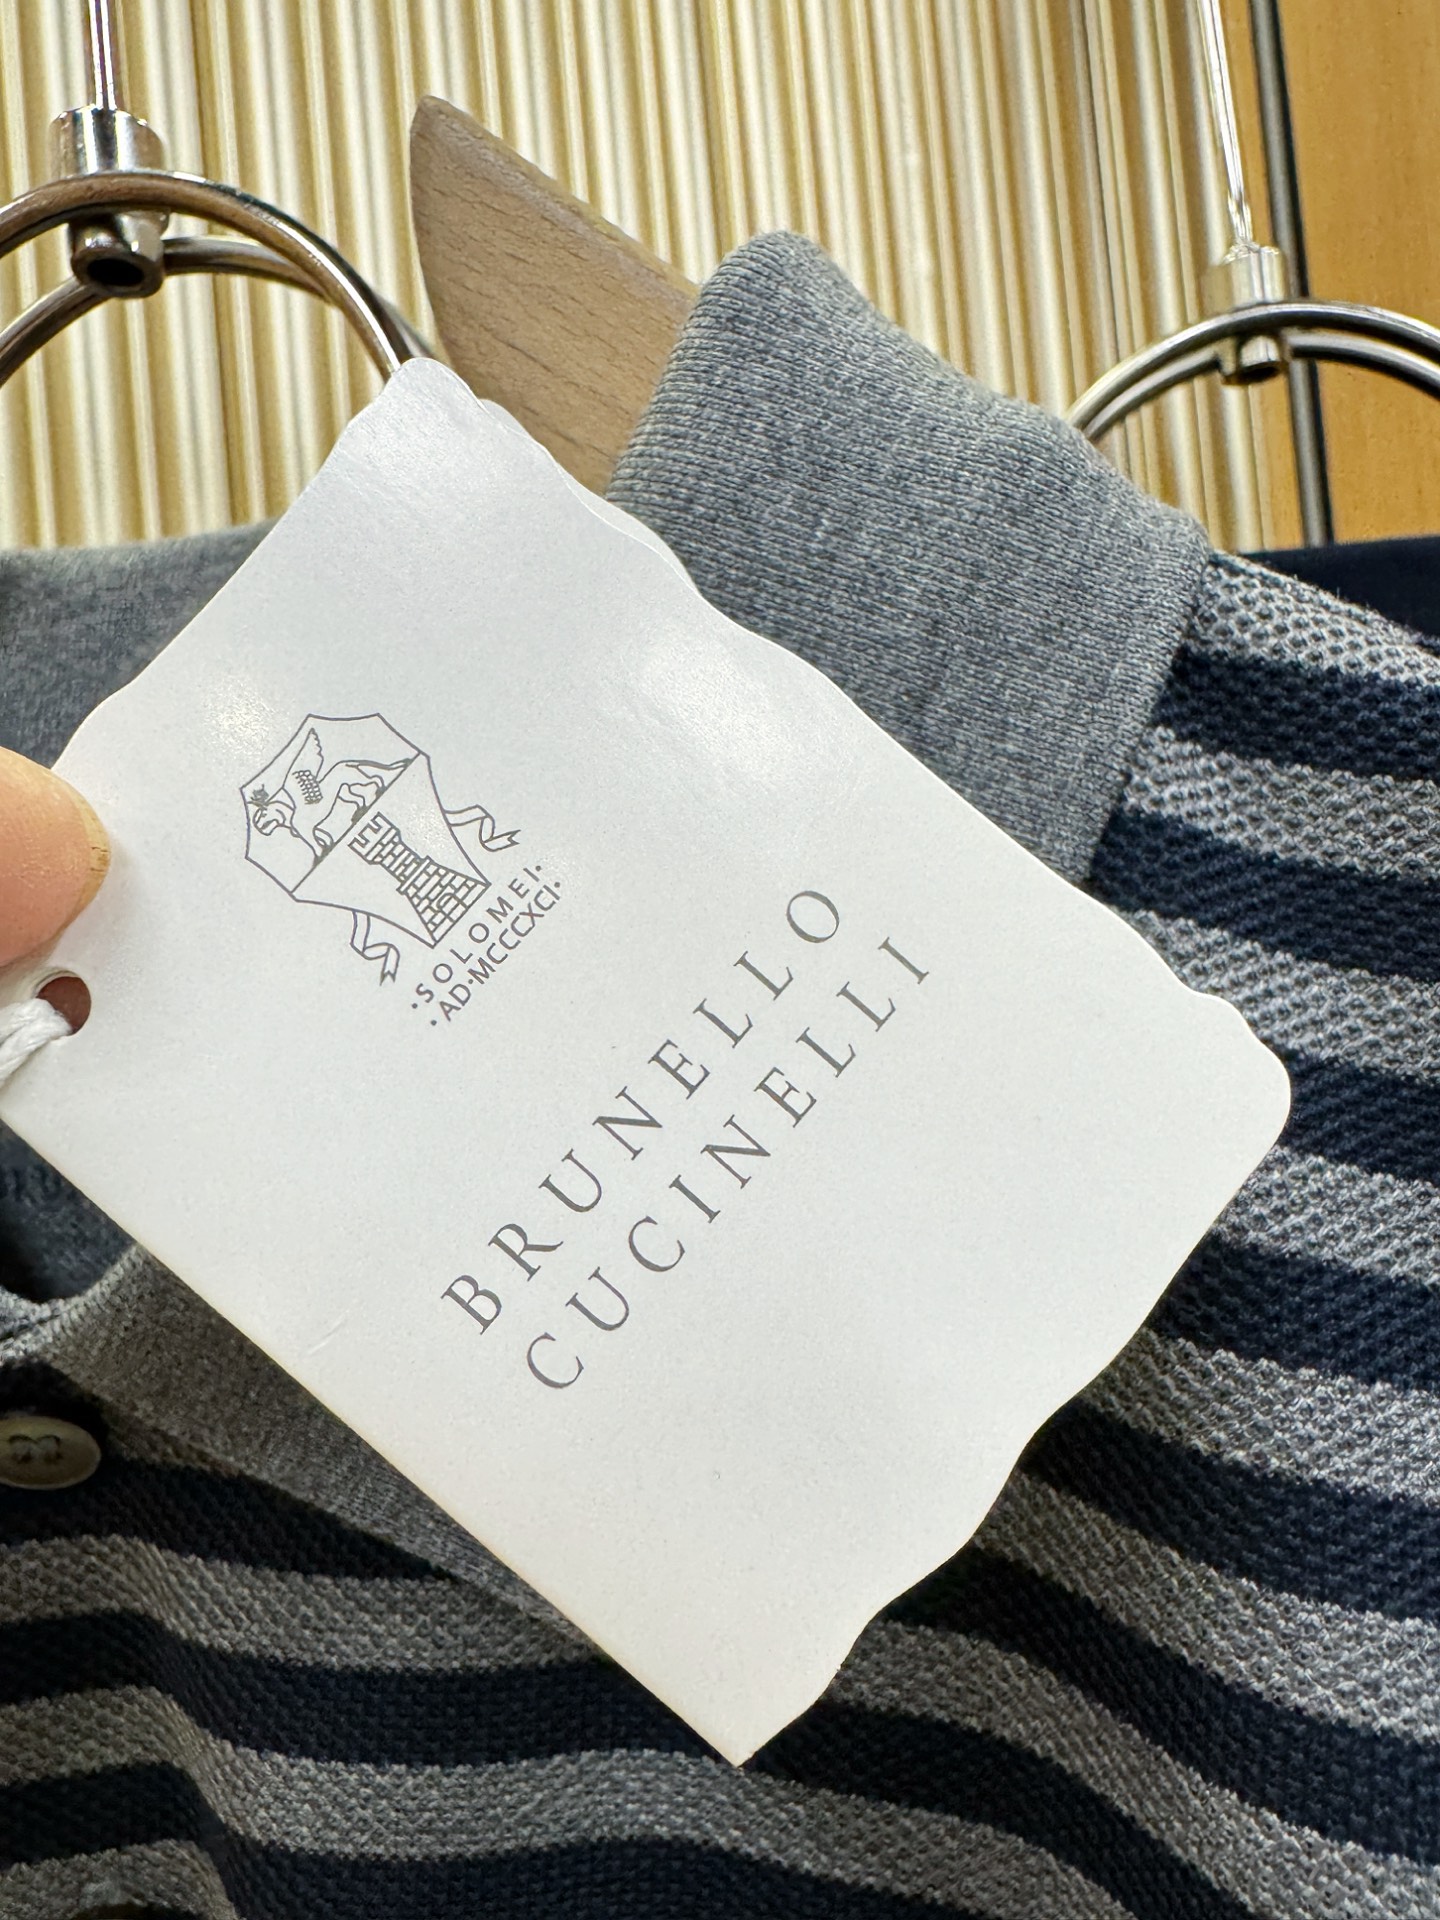 ·SOLOMEI·
·AD·MCCCXCI·
BRUNELLO
CUCINELLI